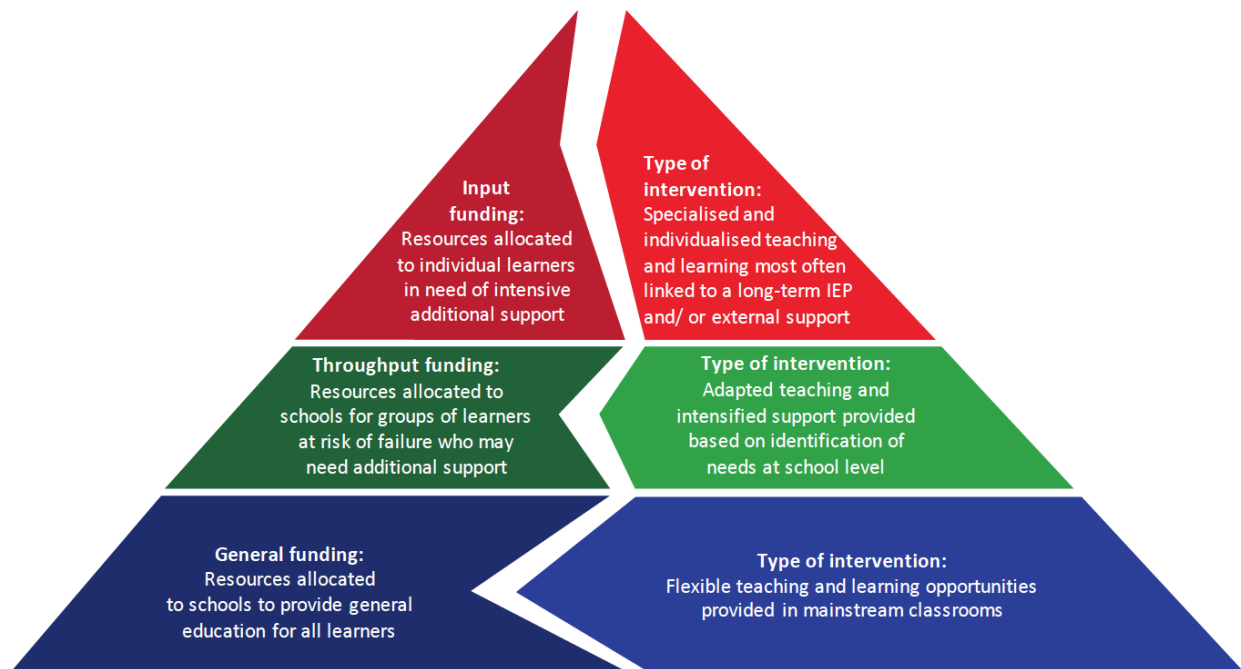 Input
funding:
Resources allocated
to individual learners
in need of intensive
additional support
Type of
intervention:
Specialised and
individualised teaching
and learning most often
linked to a long-term IEP
and/ or external support
Throughput funding:
Resources allocated to
schools for groups of learners
at risk of failure who may
need additional support
Type of intervention:
Adapted teaching and
intensified support provided
based on identification of
needs at school level
General funding:
Resources allocated
to schools to provide general
education for all learners
Type of intervention:
Flexible teaching and learning opportunities
provided in mainstream classrooms